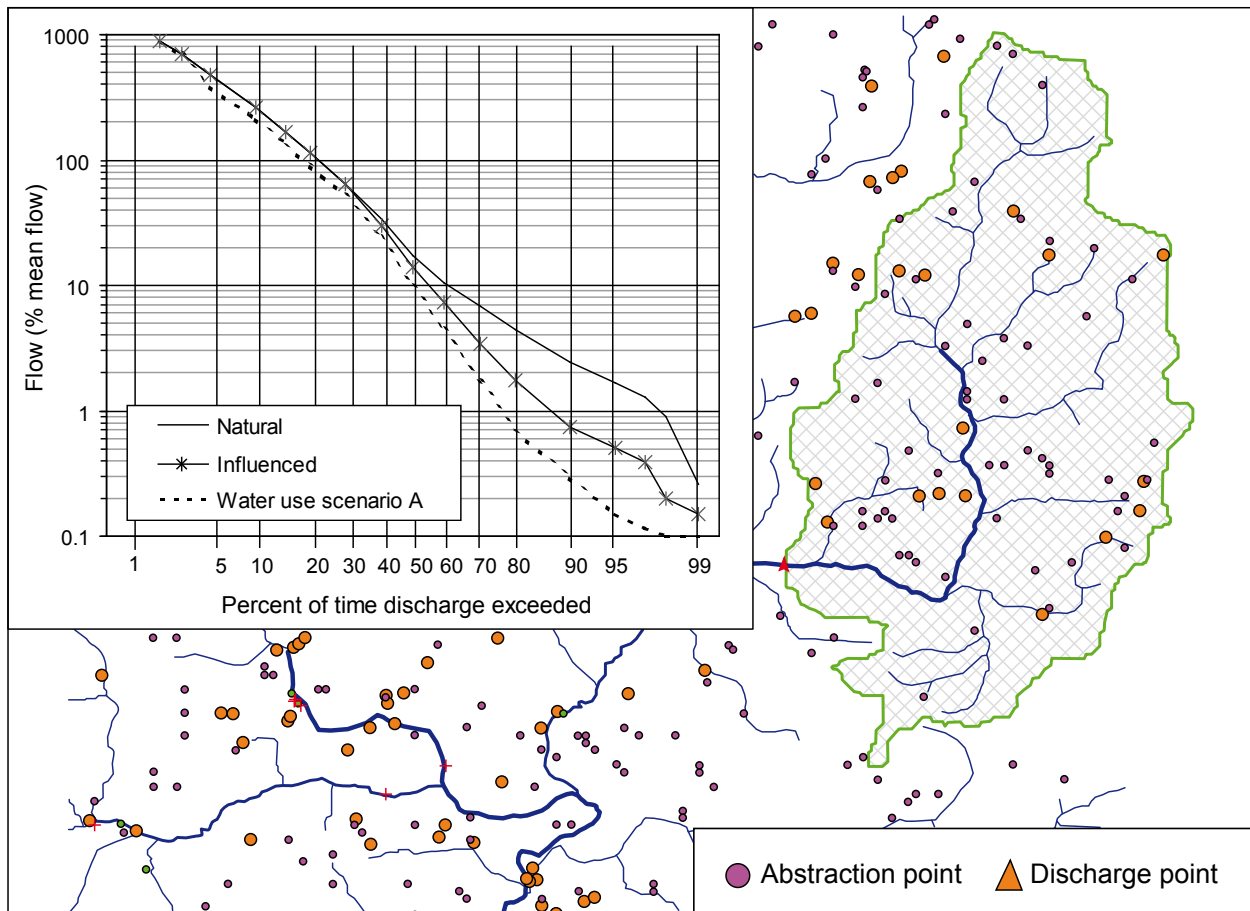 1000
100
10
1
0.1
Flow (% mean flow)
Natural
Influenced
Water use scenario A
1 5 10 20 30 40 50 60 70 80 90 95 99
Percent of time discharge exceeded
Abstraction point
Discharge point